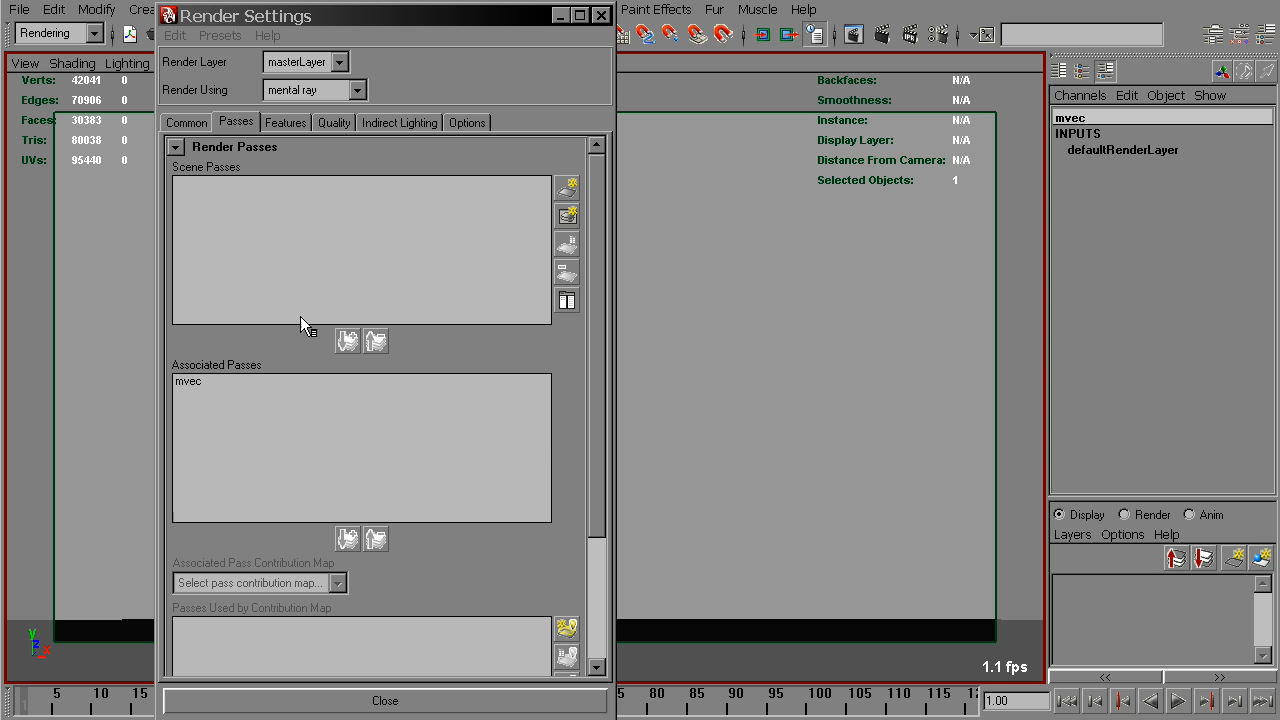 File Edit Modify Crea
Paint Effects Fur Muscle Help
Render Settings
Edit Presets Help
Rendering
Render Layer masterLayer
Render Using mental ray
Common Passes Features Quality Indirect Lighting Options
Render Passes
Scene Passes
Associated Passes
mvec
Associated Pass Contribution Map
Select pass contribution map...
Passes Used by Contribution Map
Close
View Shading Lighting
Verts: 42041 0
Edges: 70906 0
Faces: 30383 0
Tris: 80038 0
UVs: 95440 0
Backfaces: N/A
Smoothness: N/A
Instance: N/A
Display Layer: N/A
Distance From Camera: N/A
Selected Objects: 1
y
z
x
1.1 fps
IPR
Channels Edit Object Show
mvec
INPUTS
defaultRenderLayer
Display Render Anim
Layers Options Help
<< >>
1 5 10 15
5 80 85 90 95 100 105 110 115 12
1.00